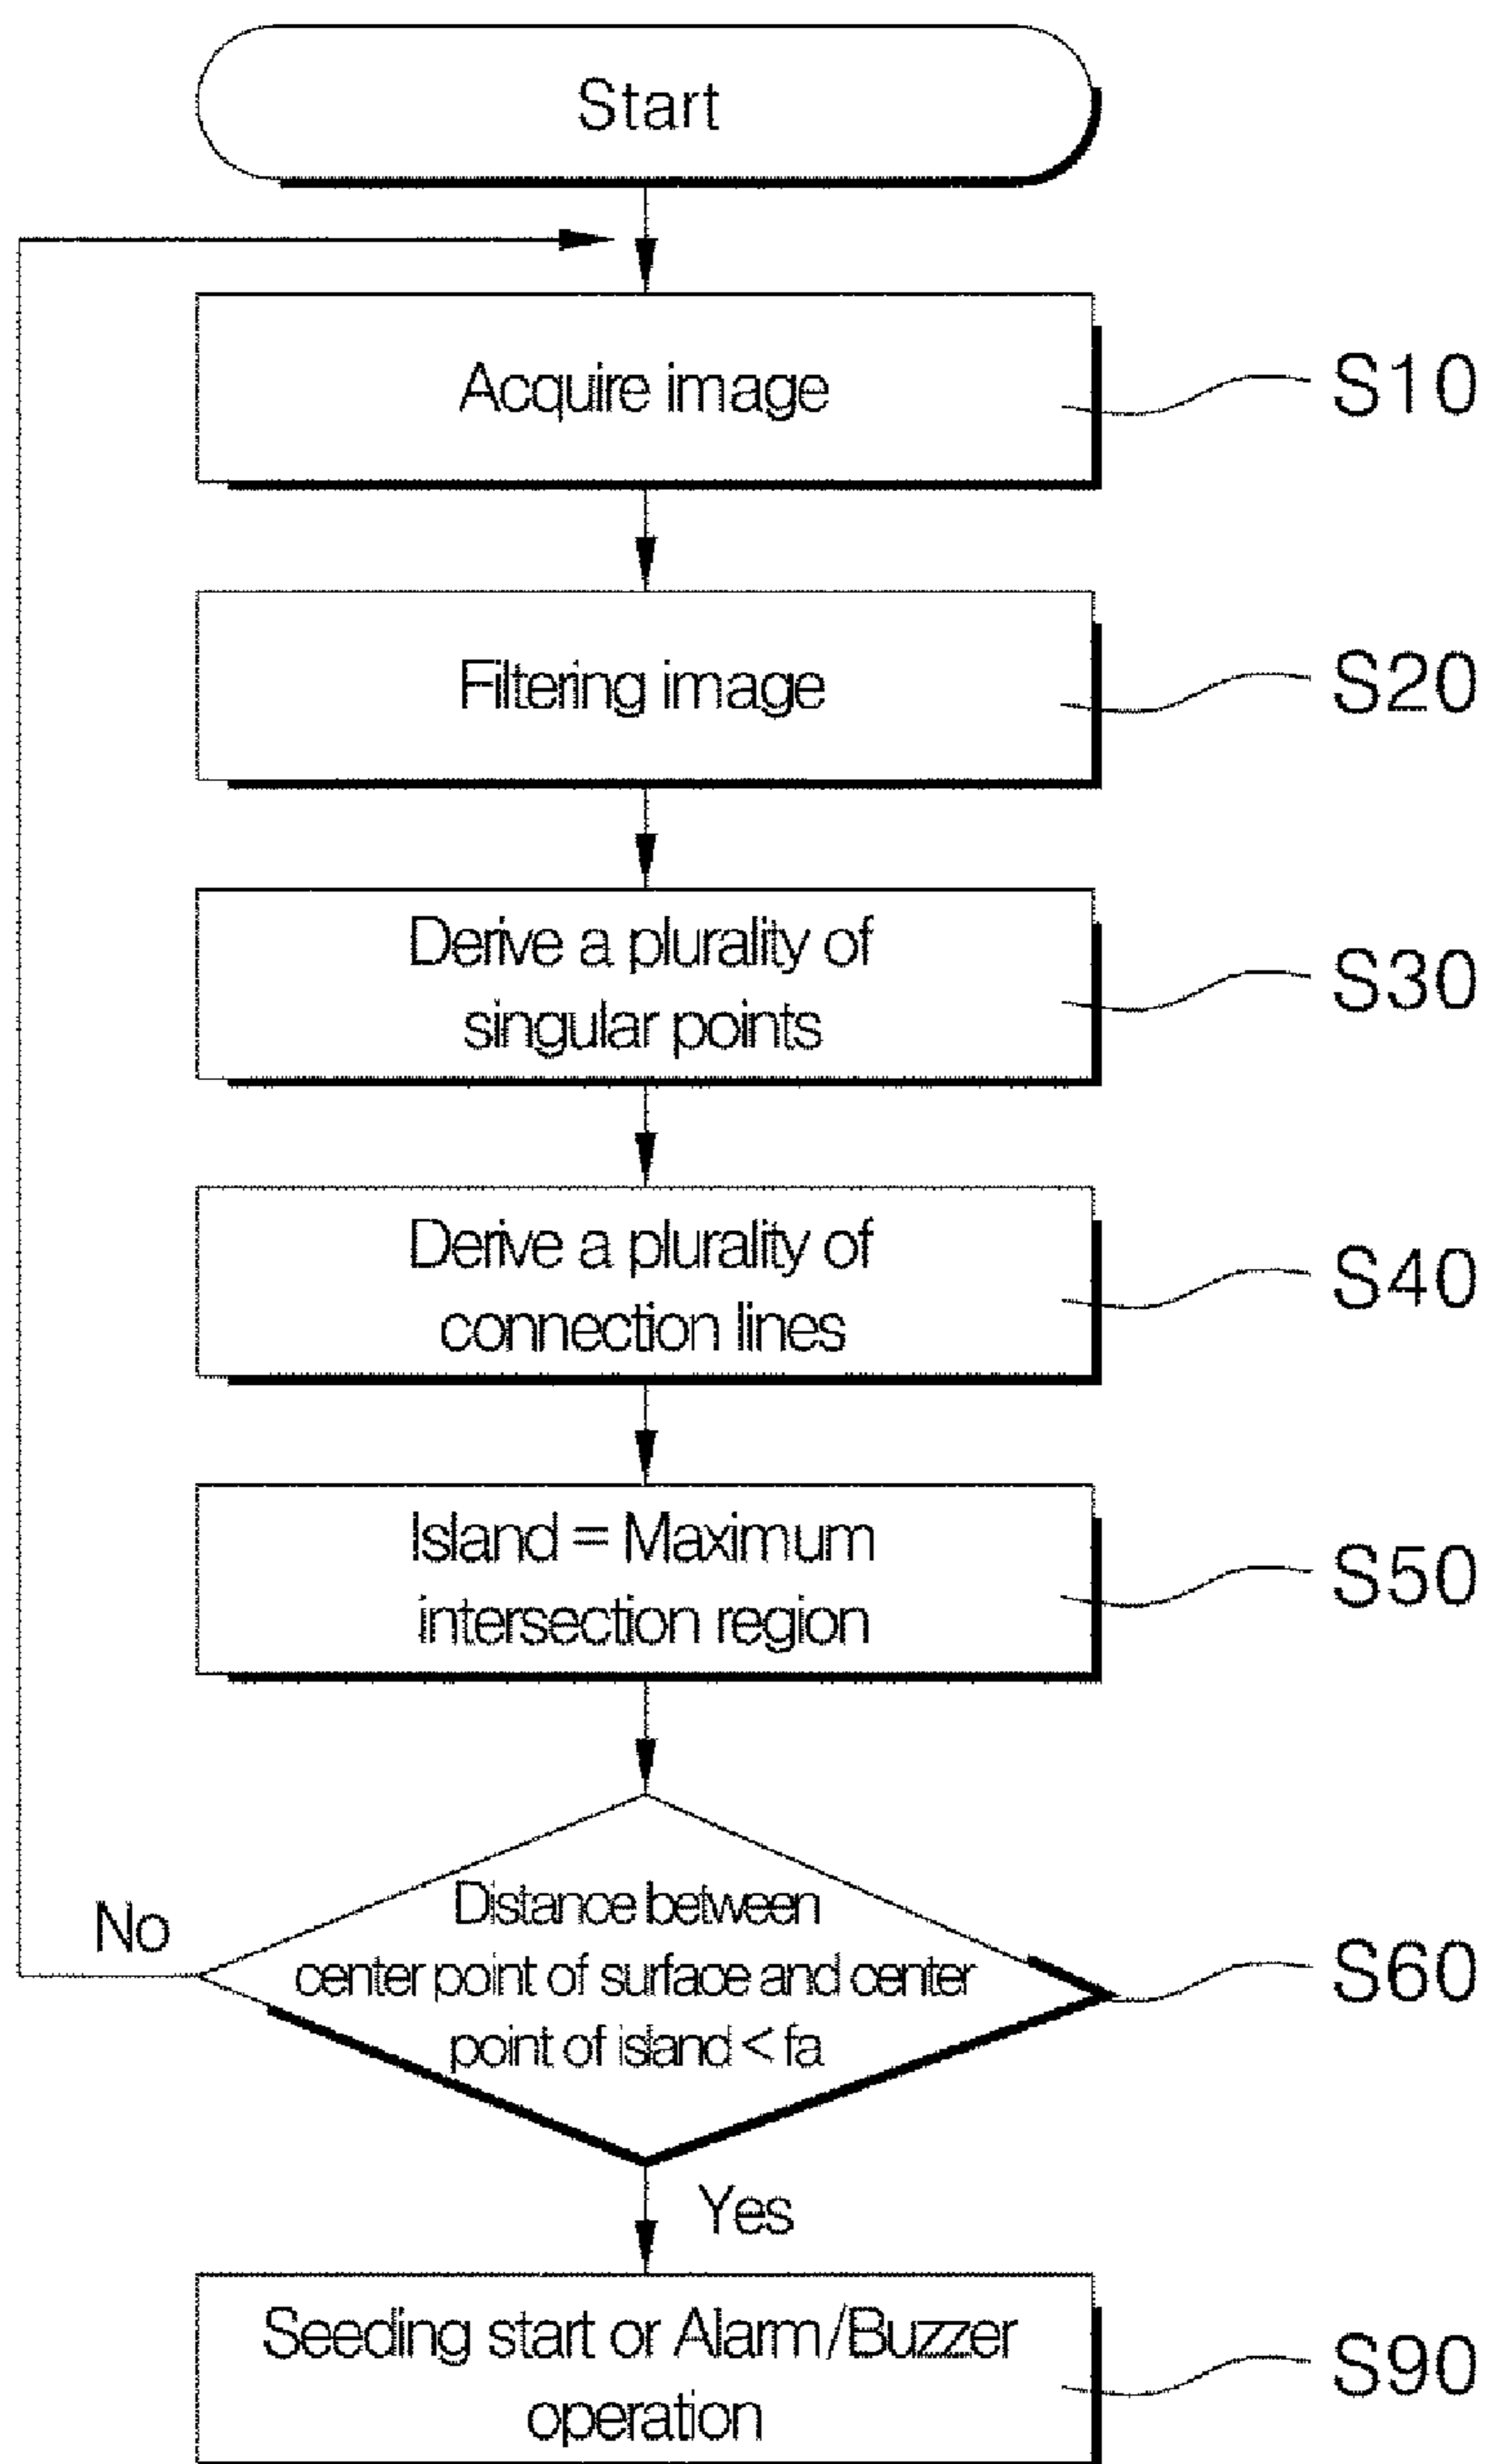 Start
Acquire image
S10
Filtering image
S20
Derive a plurality of
singular points
S30
Derive a plurality of
connection lines
S40
Island = Maximum
intersection region
S50
No
Distance between
center point of surface and center
point of island < fa
S60
Yes
Seeding start or Alarm/Buzzer
operation
S90